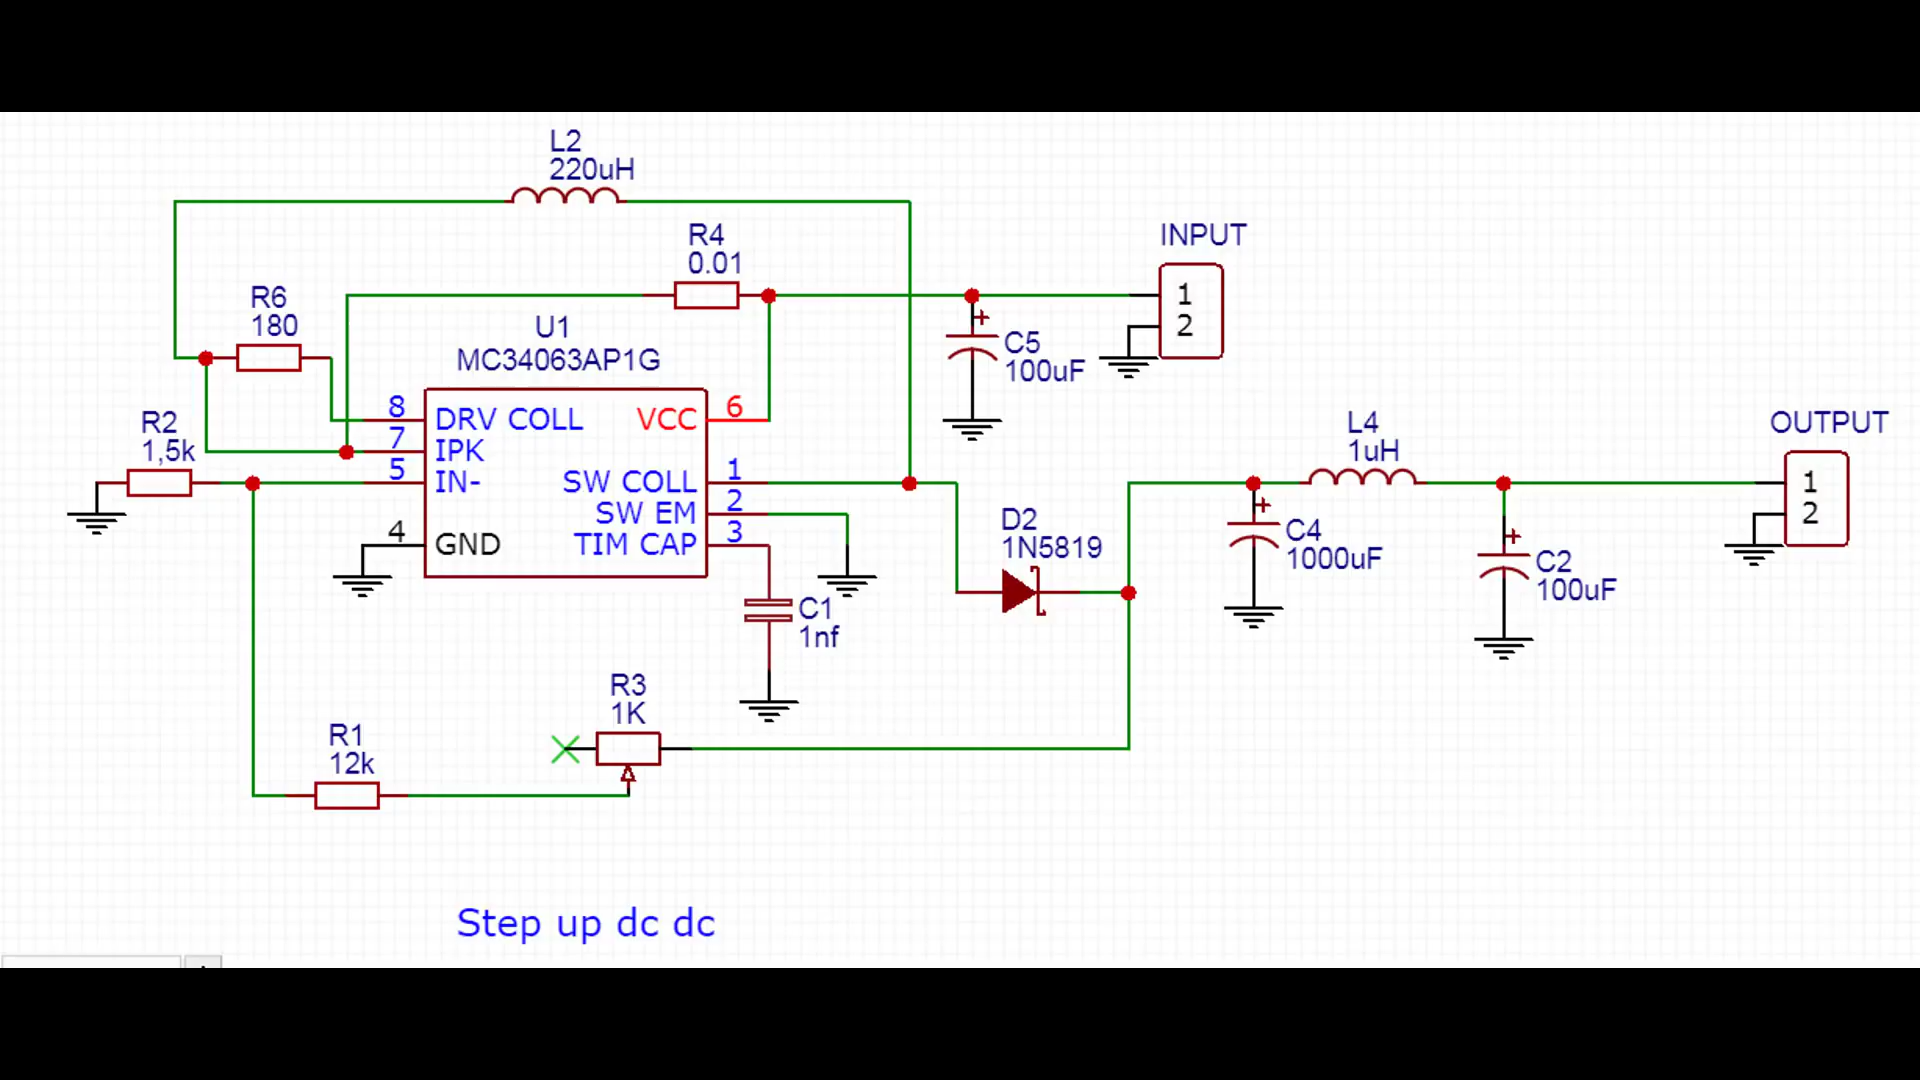 L2
220uH
R4
0.01
INPUT
1
2
R6
180
U1
MC34063AP1G
C5
100uF
8
DRV COLL
VCC
6
7
IPK
R2
1,5k
5
IN-
SW COLL
1
SW EM
2
4
GND
TIM CAP
3
L4
1uH
OUTPUT
1
2
D2
1N5819
+
C4
1000uF
+
C2
100uF
+
C1
1nf
R3
1K
R1
12k
Step up dc dc